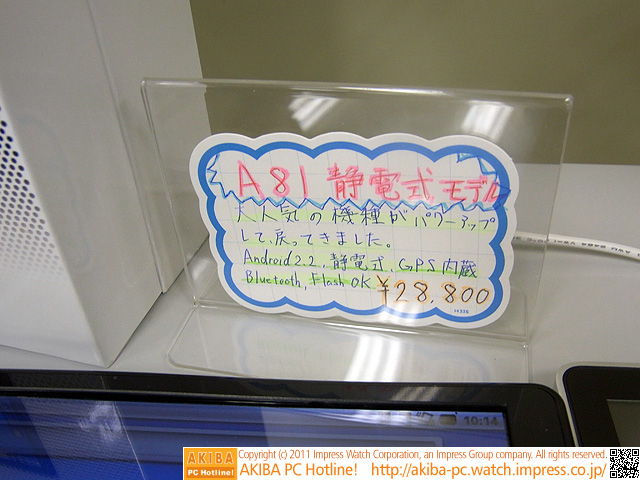 A81 静電式 モデル
大人気の機種がパワーアップ
して、戻ってきました。
Android2.2、静電式、GPS内蔵
Bluetooth, Flash OK ¥28,800
H336
10:14
AKIBA
PC Hotline!
Copyright (c) 2011 Impress Watch Corporation, an Impress Group company. All rights reserved.
AKIBA PC Hotline! http://akiba-pc.watch.impress.co.jp/